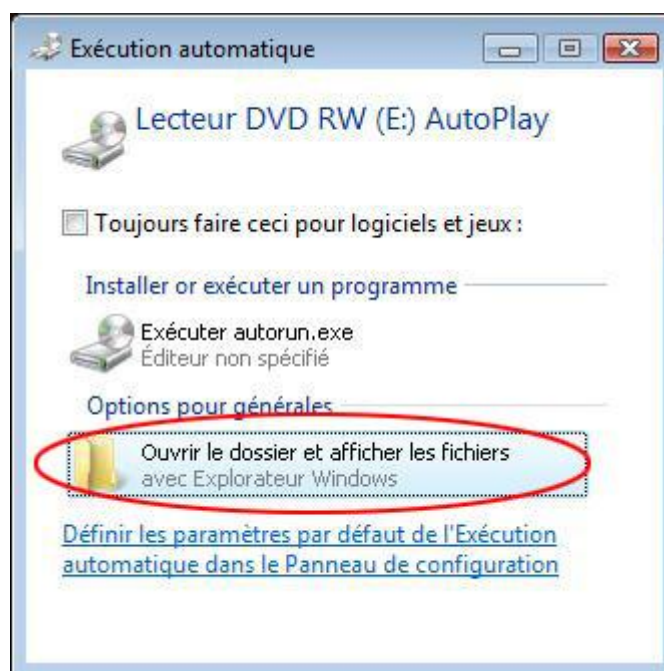 Exécution automatique
Lecteur DVD RW (E:) AutoPlay
Toujours faire ceci pour logiciels et jeux :
Installer or exécuter un programme
Exécuter autorun.exe
Éditeur non spécifié
Options pour générales
Ouvrir le dossier et afficher les fichiers
avec Explorateur Windows
Définir les paramètres par défaut de l'Exécution
automatique dans le Panneau de configuration